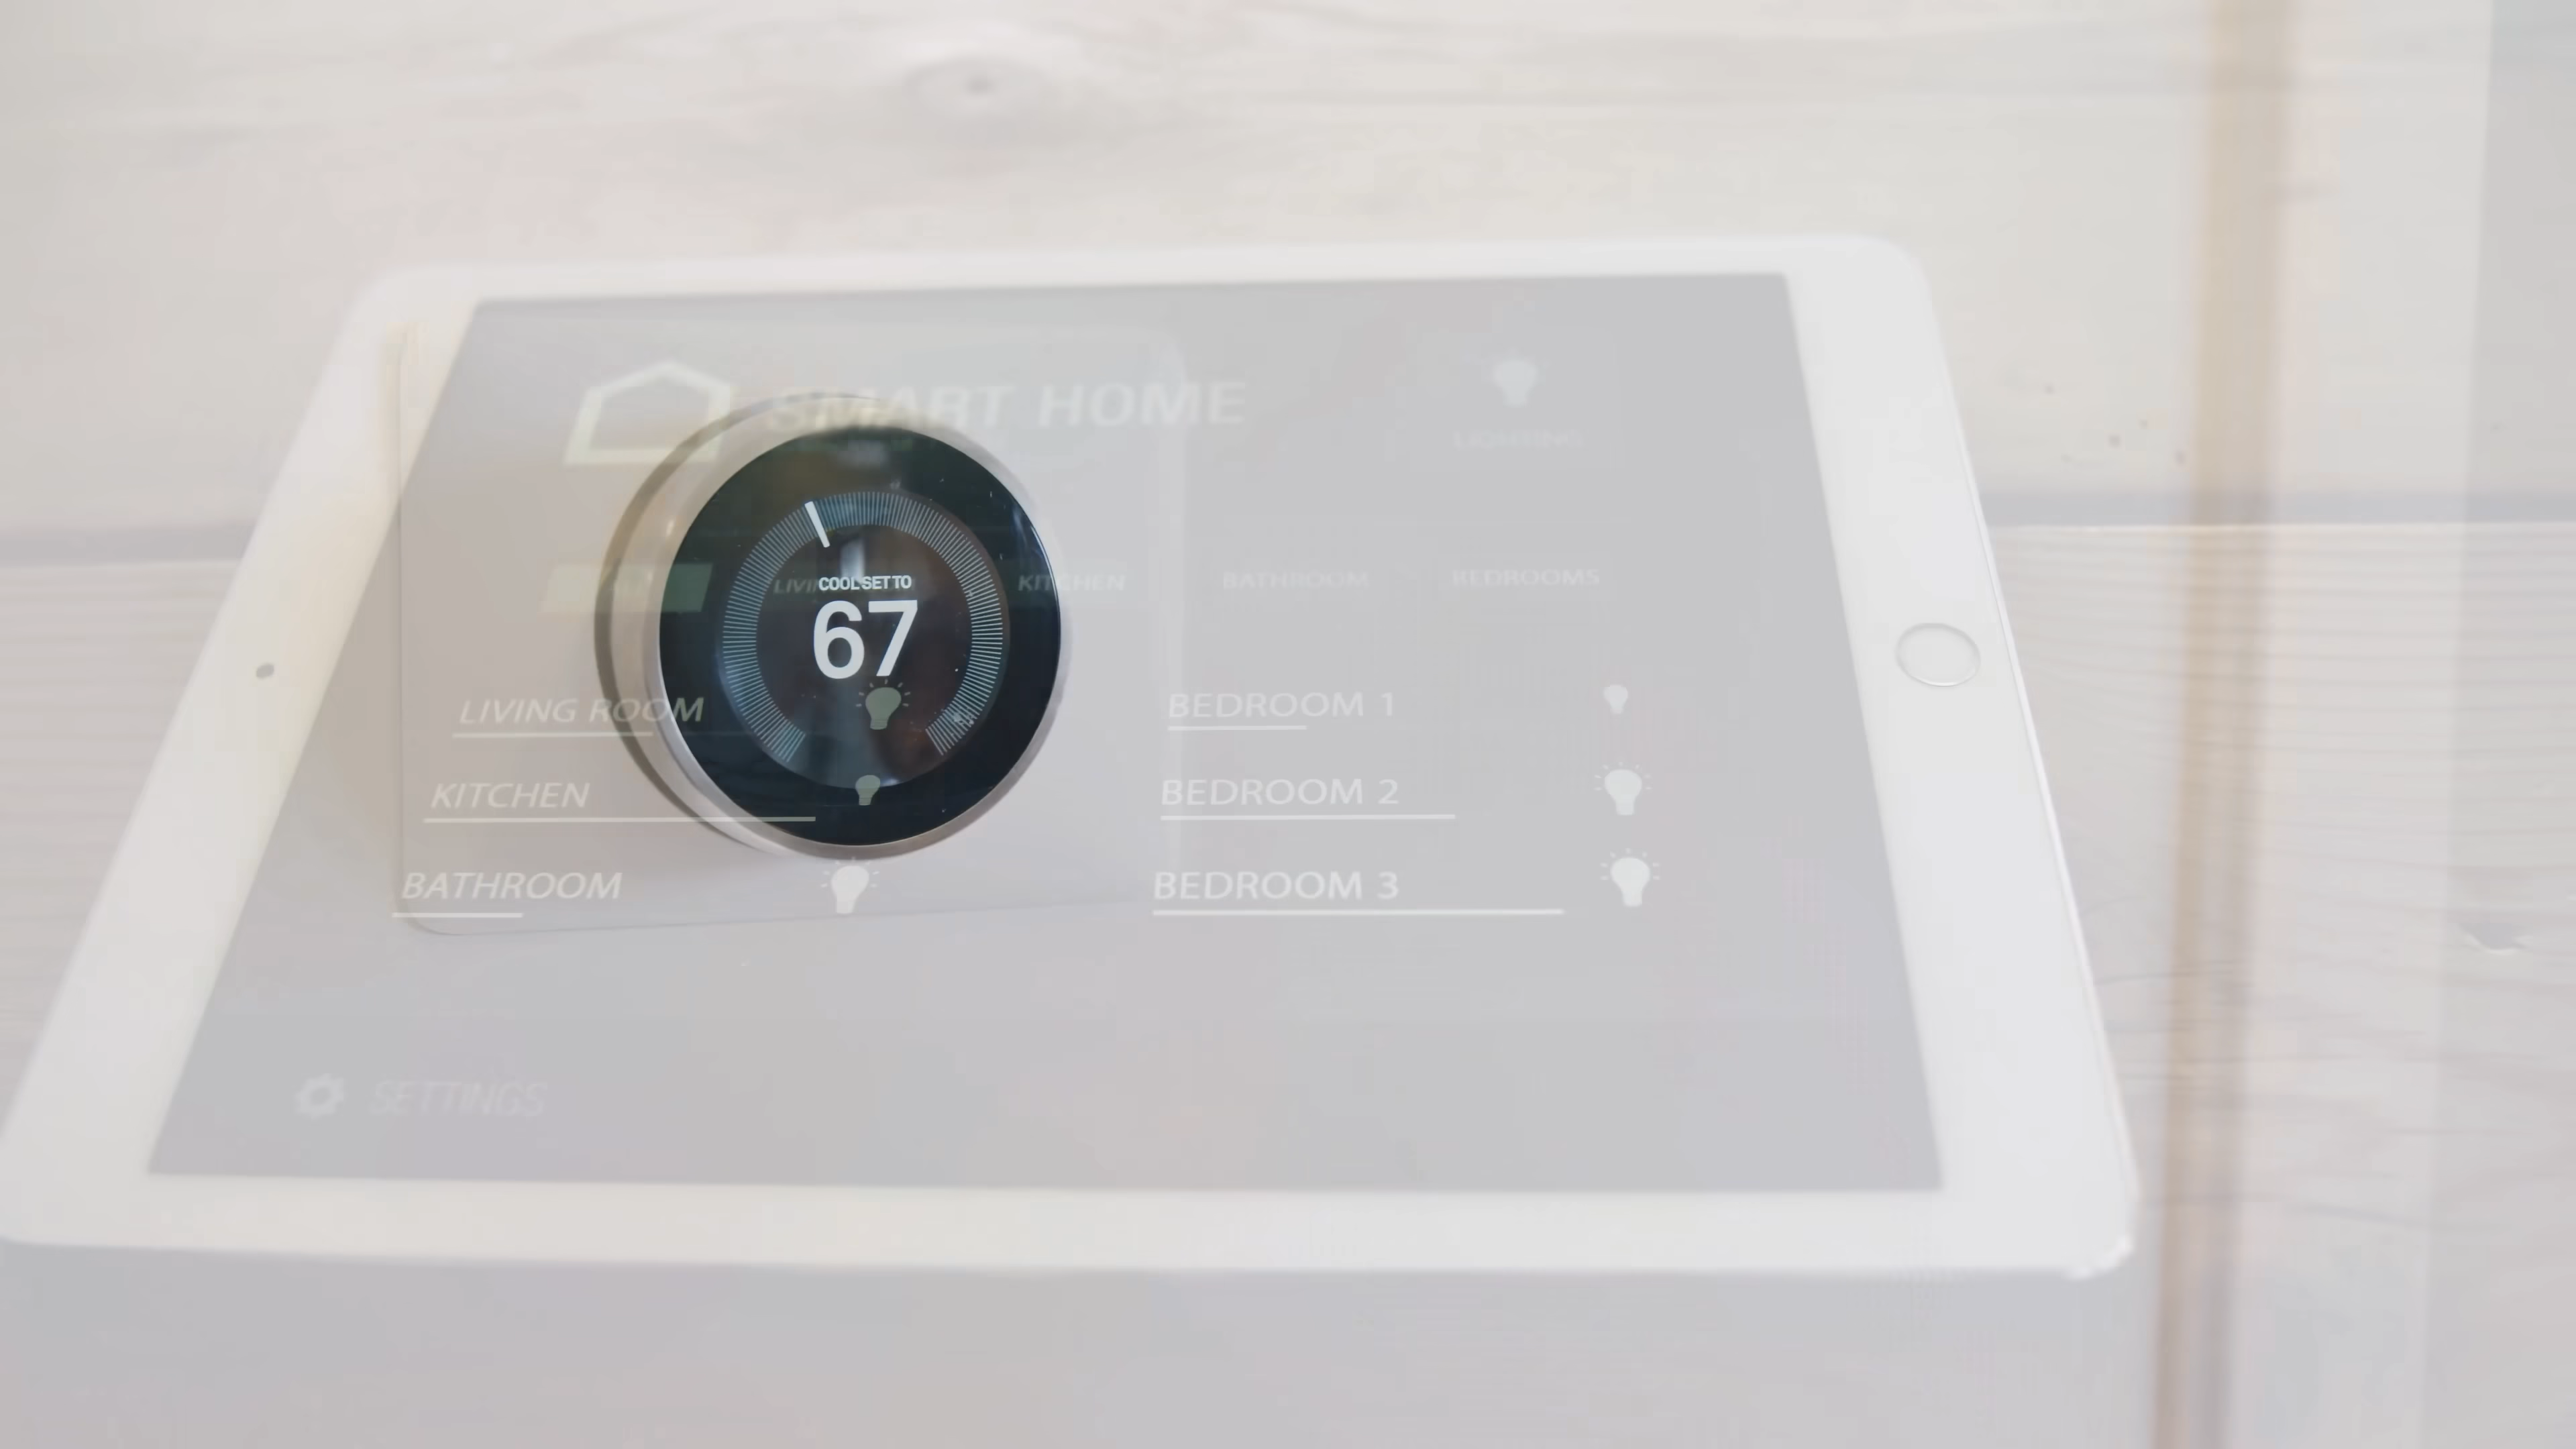 SMART HOME
LIGHTING
KITCHEN BATHROOM BEDROOMS
COOL SET TO
67
LIVING ROOM
BEDROOM 1
KITCHEN
BEDROOM 2
BATHROOM
BEDROOM 3
SETTINGS